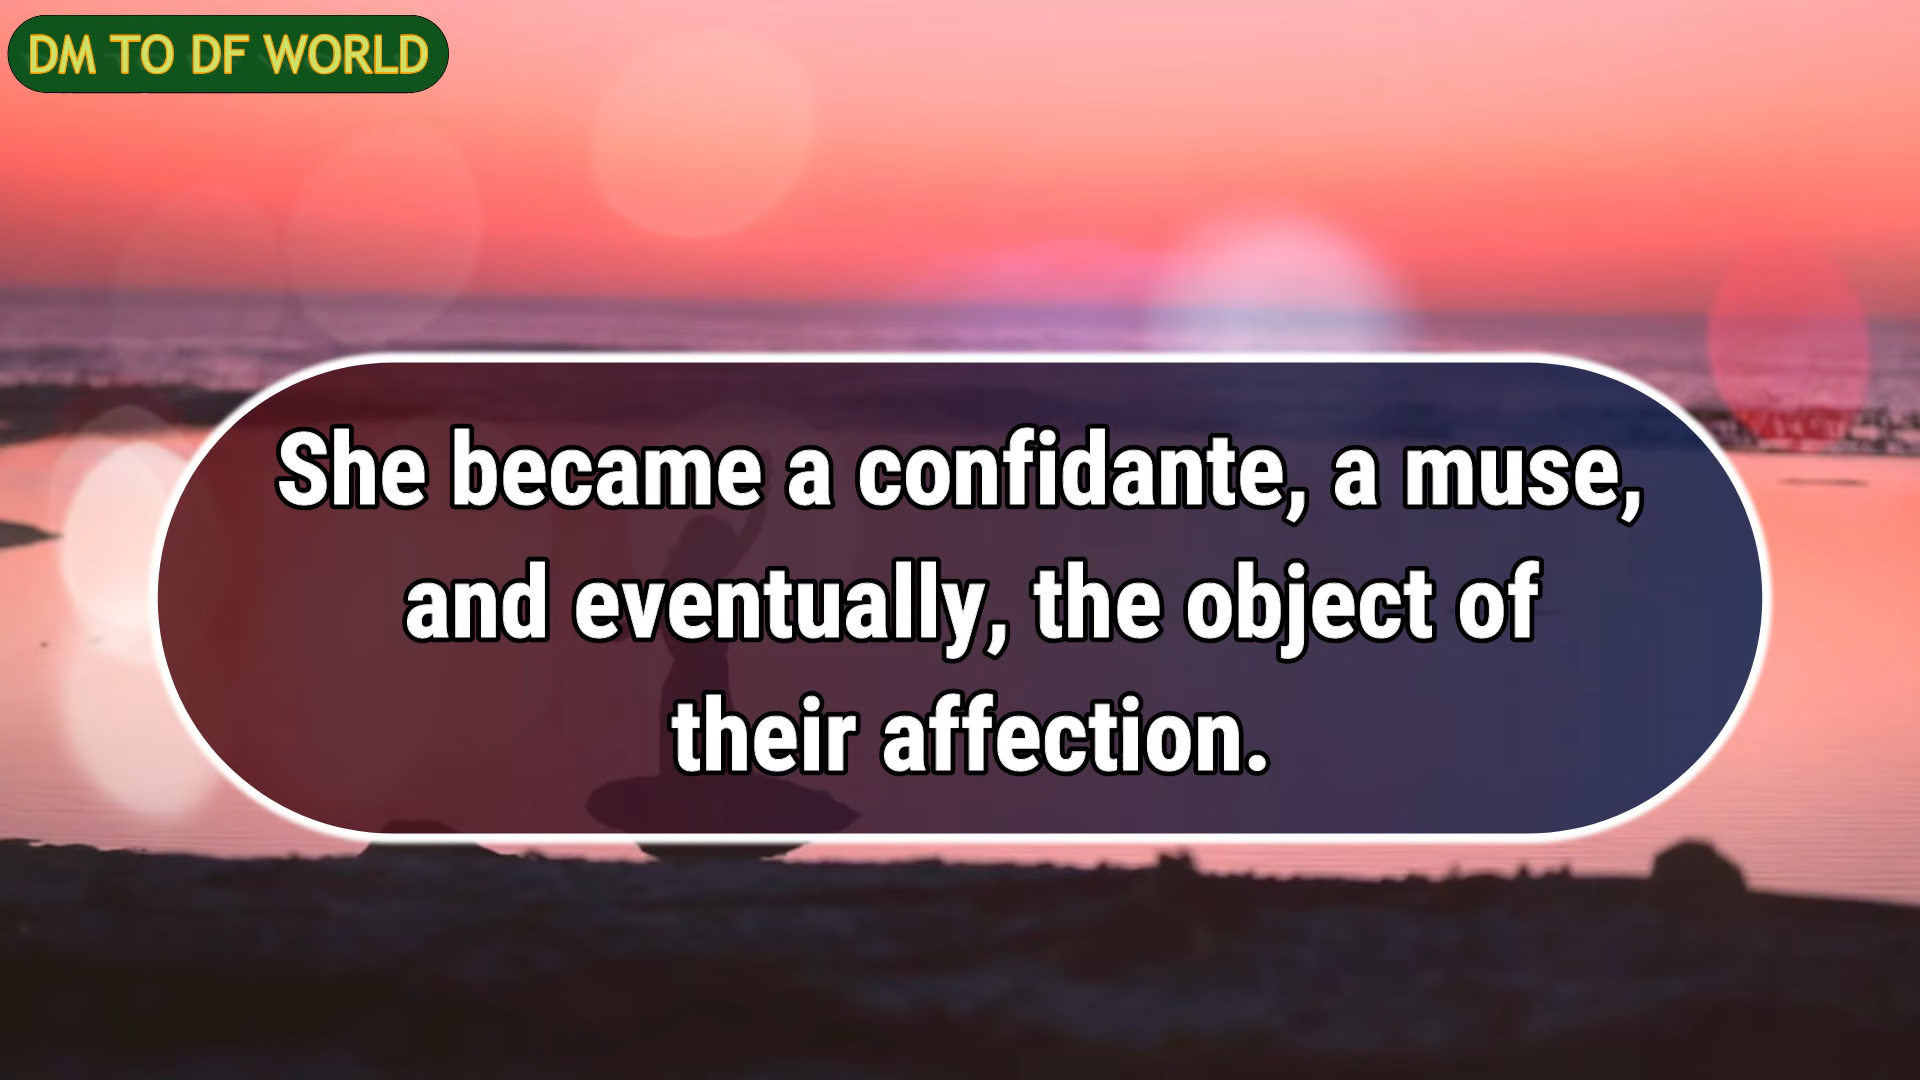 DM TO DF WORLD
She became a confidante, a muse,
and eventually, the object of
their affection.